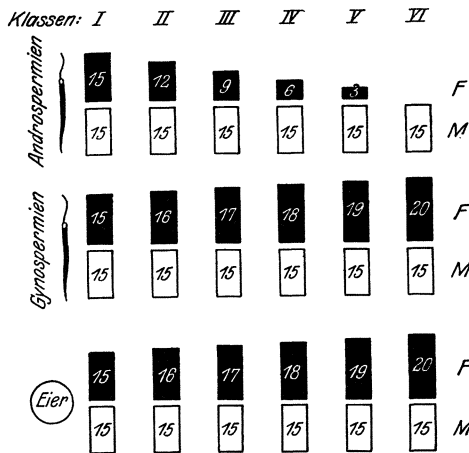 Klassen: I II III IV V VI
Androspermien
15 12 9 6 3 F
15 15 15 15 15 15 M
Gynospermien
15 16 17 18 19 20 F
15 15 15 15 15 15 M
Eier
15 16 17 18 19 20 F
15 15 15 15 15 15 M